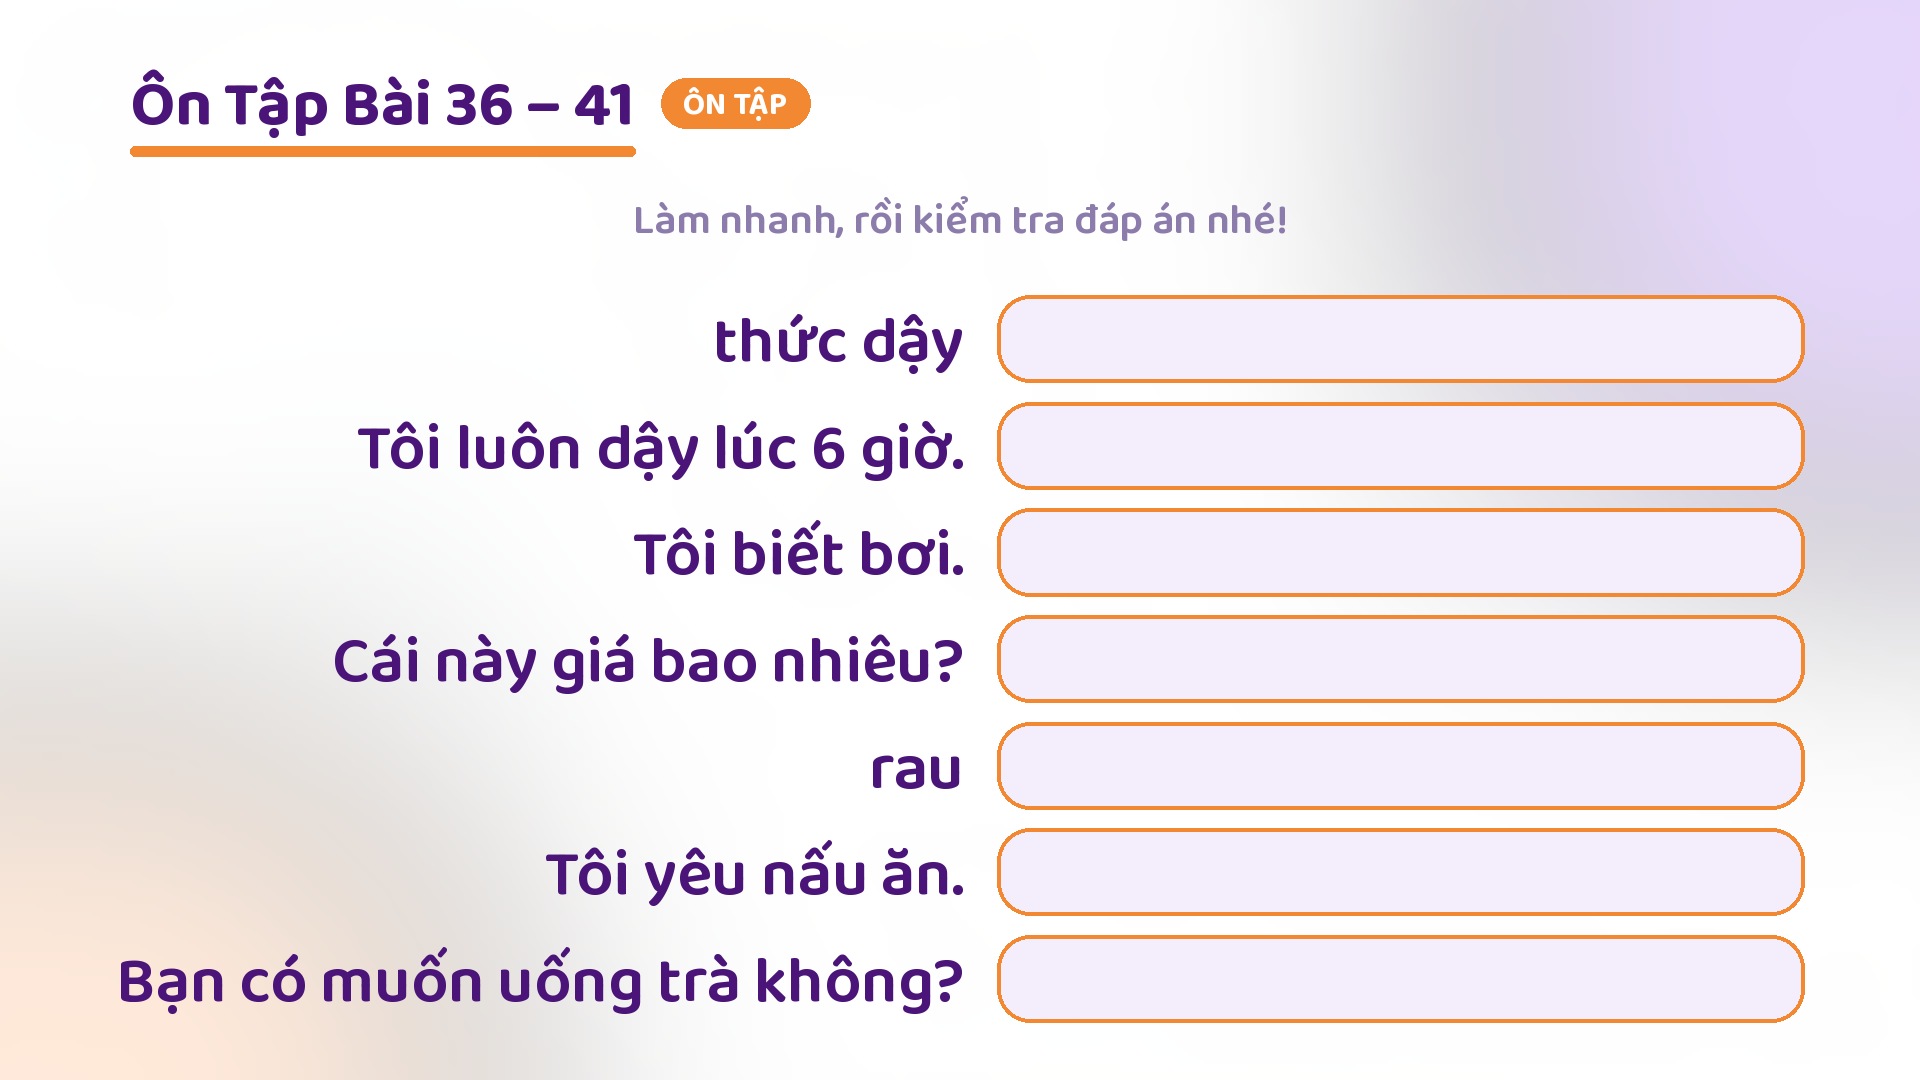 Ôn Tập Bài 36 – 41
ÔN TẬP
Làm nhanh, rồi kiểm tra đáp án nhé!
thức dậy
Tôi luôn dậy lúc 6 giờ.
Tôi biết bơi.
Cái này giá bao nhiêu?
rau
Tôi yêu nấu ăn.
Bạn có muốn uống trà không?